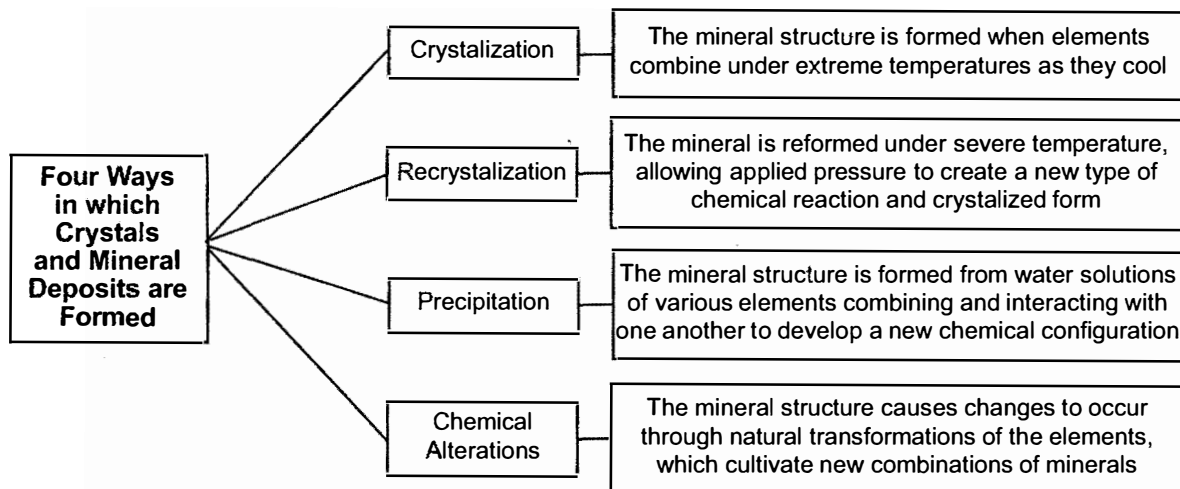 Four Ways
in which
Crystals
and Mineral
Deposits are
Formed
Crystalization
The mineral structure is formed when elements
combine under extreme temperatures as they cool
Recrystalization
The mineral is reformed under severe temperature,
allowing applied pressure to create a new type of
chemical reaction and crystalized form
Precipitation
The mineral structure is formed from water solutions
of various elements combining and interacting with
one another to develop a new chemical configuration
Chemical
Alterations
The mineral structure causes changes to occur
through natural transformations of the elements,
which cultivate new combinations of minerals